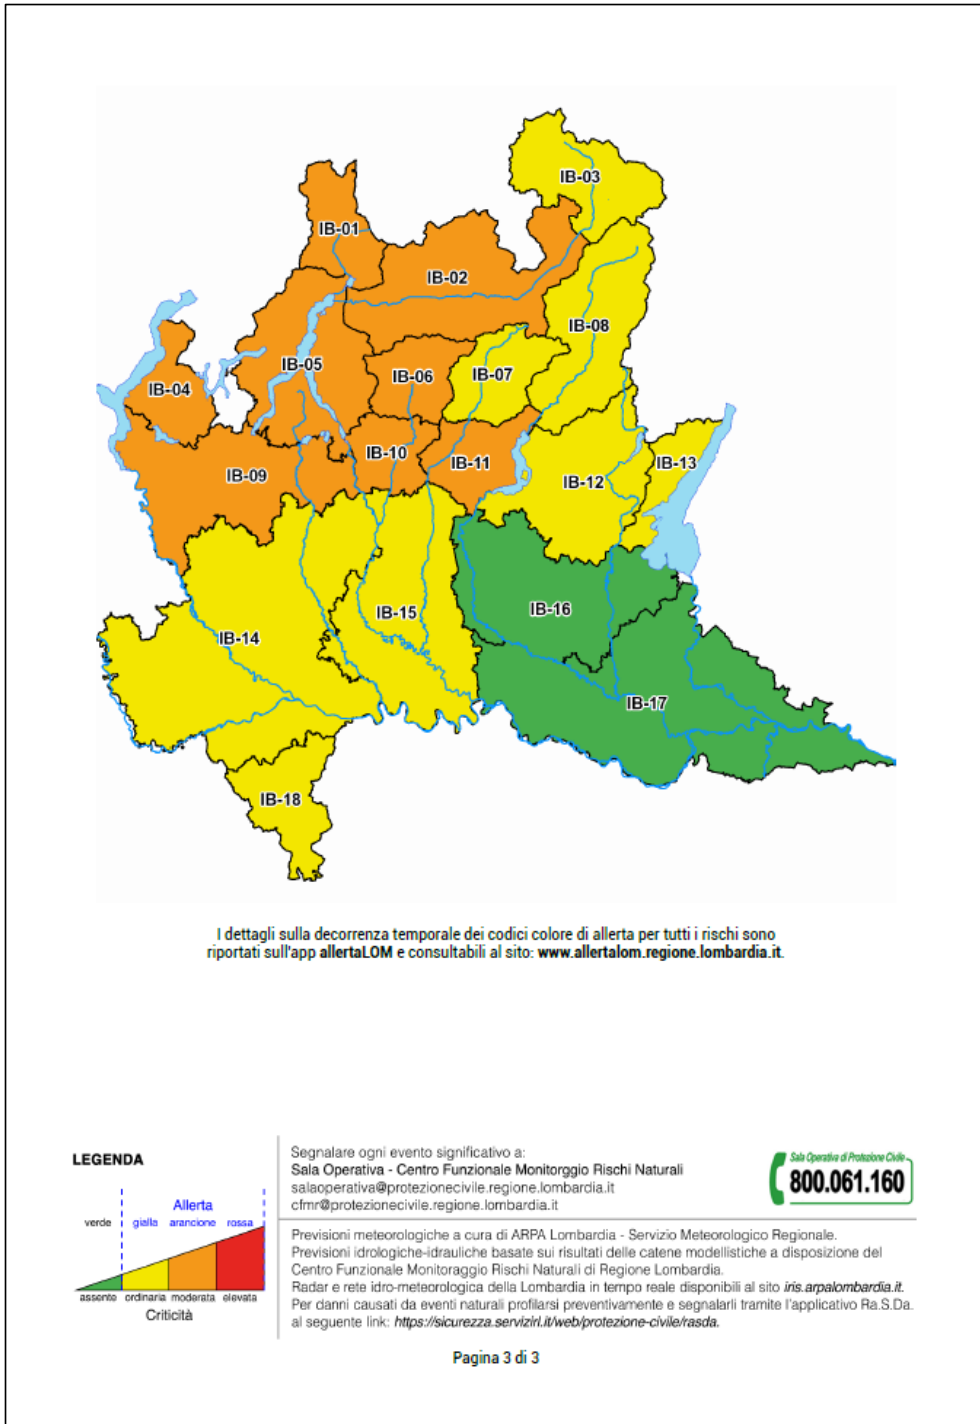 IB-03
IB-01
IB-02
IB-08
IB-05
IB-04
IB-06
IB-07
IB-10
IB-11
IB-13
IB-09
IB-12
IB-16
IB-15
IB-14
IB-17
IB-18
I dettagli sulla decorrenza temporale dei codici colore di allerta per tutti i rischi sono
riportati sull'app allertaLOM e consultabili al sito: www.allertalom.regione.lombardia.it.
LEGENDA
Allerta
verde gialla arancione rossa
assente ordinaria moderata elevata
Criticità
Segnalare ogni evento significativo a:
Sala Operativa - Centro Funzionale Monitorggio Rischi Naturali
salaoperativa@protezionecivile.regione.lombardia.it
cfmr@protezionecivile.regione.lombardia.it
Sala Operativa di Protezione Civile
800.061.160
Previsioni meteorologiche a cura di ARPA Lombardia - Servizio Meteorologico Regionale.
Previsioni idrologiche-idrauliche basate sui risultati delle catene modellistiche a disposizione del
Centro Funzionale Monitoraggio Rischi Naturali di Regione Lombardia.
Radar e rete idro-meteorologica della Lombardia in tempo reale disponibili al sito iris.arpalombardia.it.
Per danni causati da eventi naturali profilarsi preventivamente e segnalarli tramite l'applicativo Ra.S.Da.
al seguente link: https://sicurezza.servizirl.it/web/protezione-civile/rasda.
Pagina 3 di 3